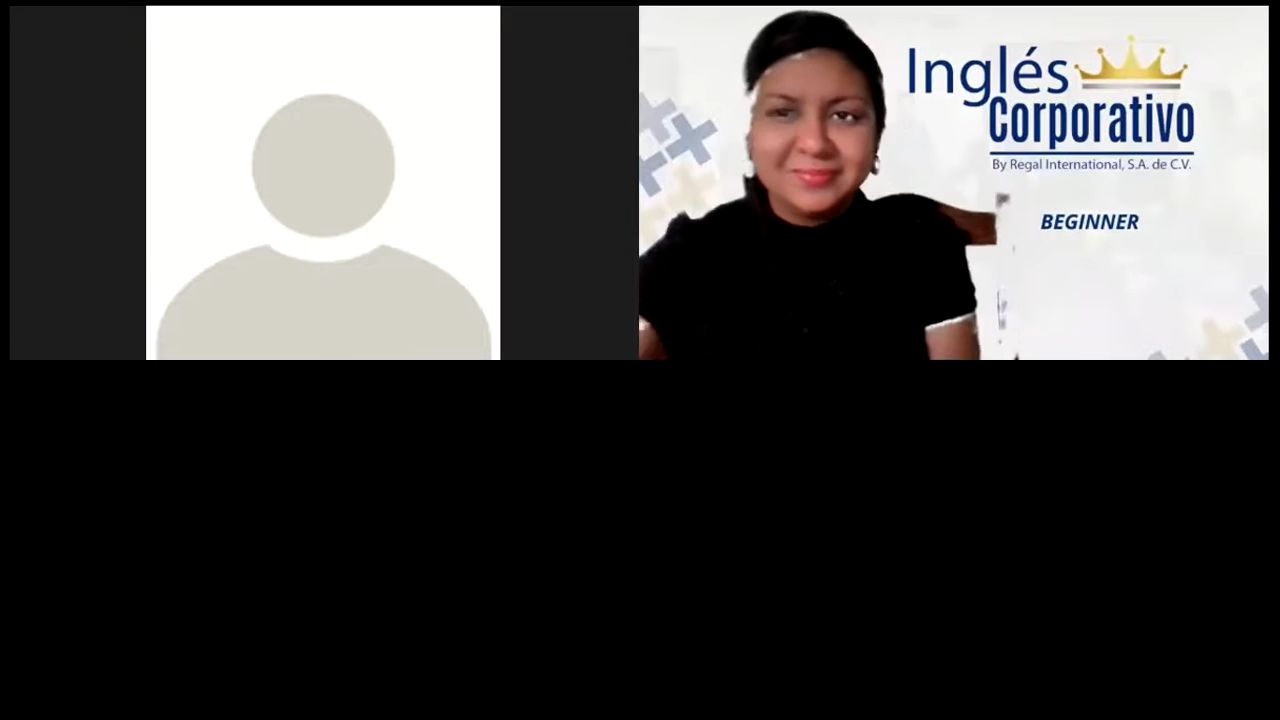 Inglés
Corporativo
By Regal International, S.A. de C.V.
BEGINNER